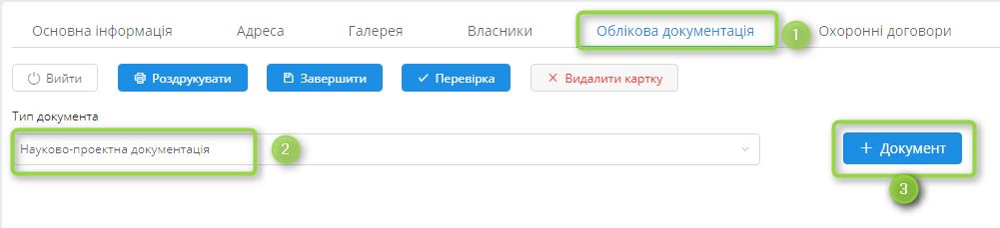 Основна інформація Адреса Галерея Власники Облікова документація 1 Охоронні договори
Вийти Роздрукувати Завершити Перевірка Видалити картку
Тип документа
Науково-проектна документація 2 + Документ
3